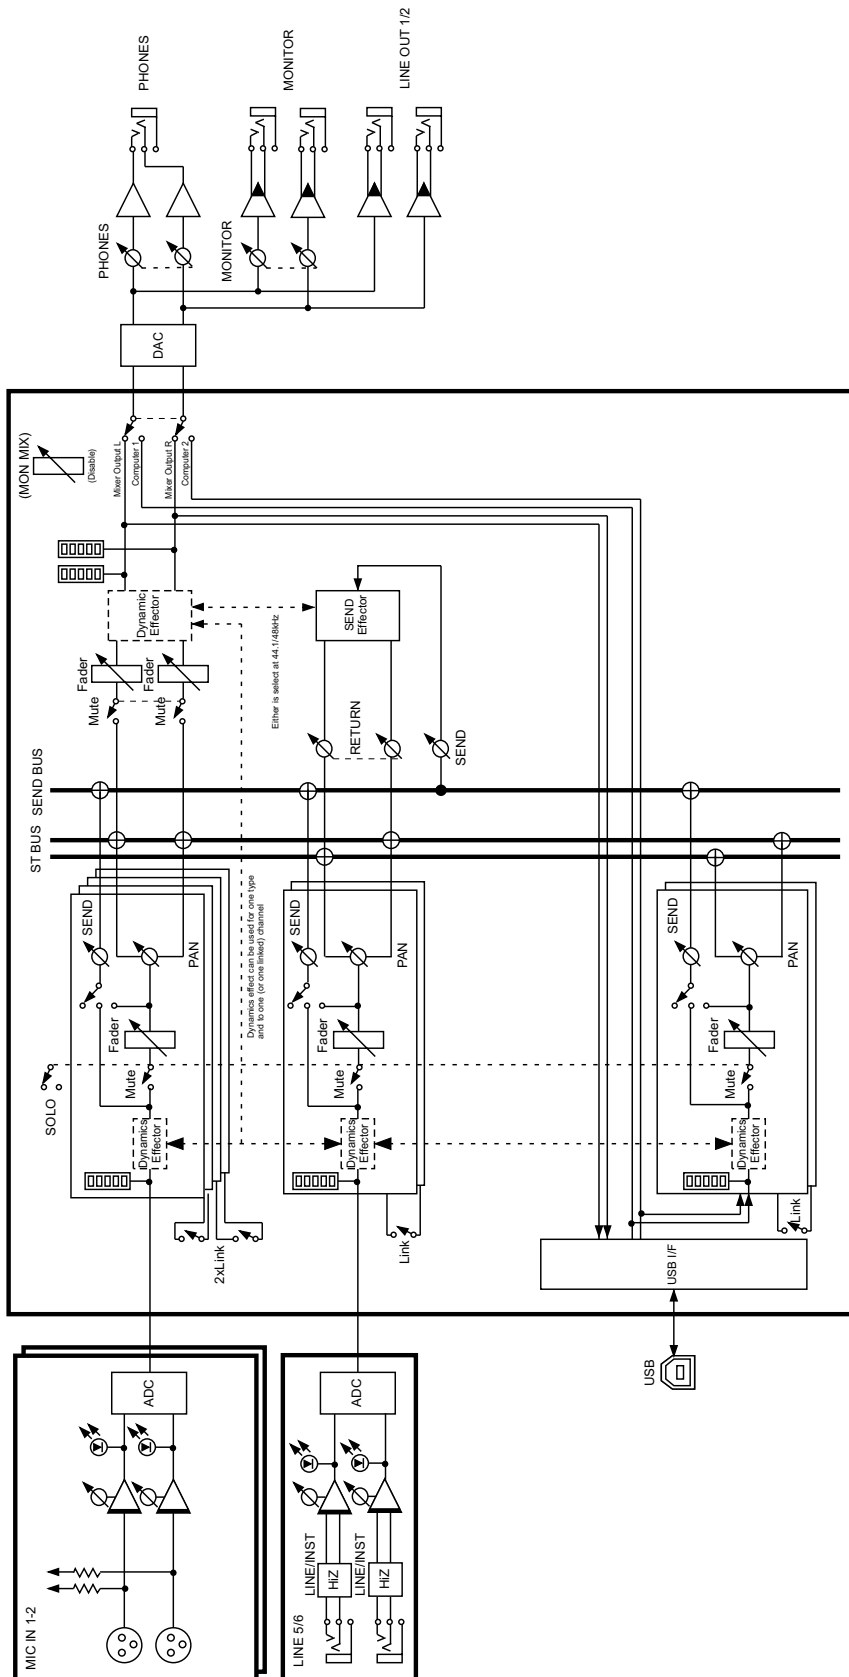 PHONES
MONITOR
LINE OUT 1/2
PHONES
MONITOR
DAC
(MON MIX)
(Disable)
Mixer Output L
Computer 1
Mixer Output R
Computer 2
Dynamic
Effector
SEND
Effector
Either is select at 44.1/48kHz
Fader
Fader
Mute
Mute
RETURN
SEND
SEND BUS
ST BUS
SEND
PAN
Fader
Mute
Dynamics
Effector
Dynamics effect can be used for one type
and to one (or one linked) channel
SEND
PAN
Fader
Mute
Dynamics
Effector
SEND
PAN
Fader
Mute
Dynamics
Effector
SOLO
2xLink
Link
Link
USB I/F
USB
ADC
MIC IN 1-2
ADC
LINE/INST
LINE/INST
HiZ
HiZ
LINE 5/6